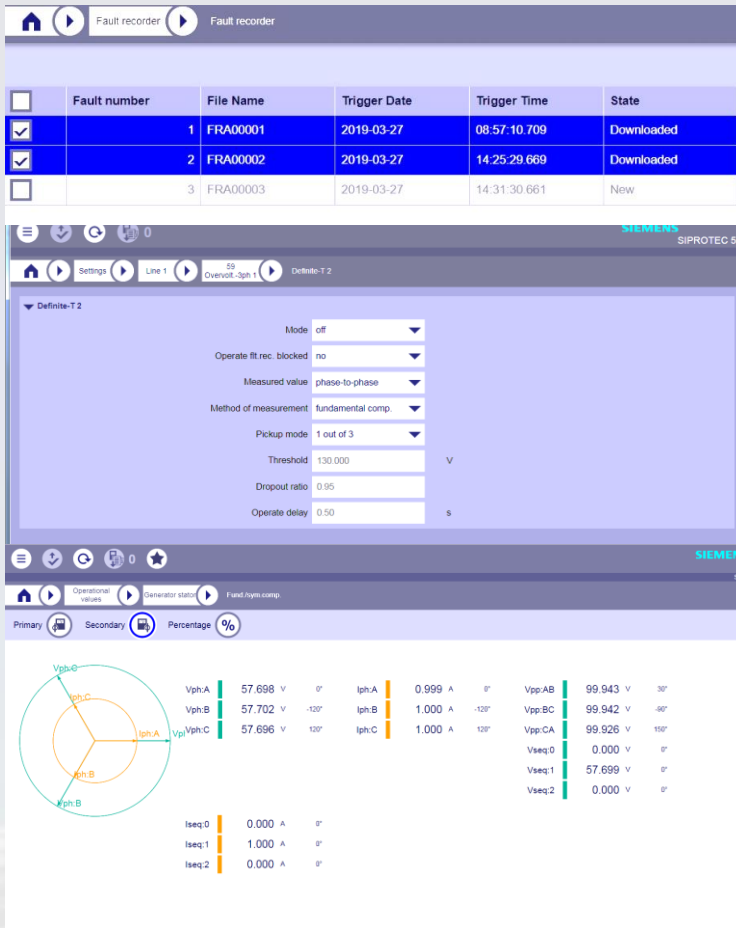 Fault recorder Fault recorder
Fault number File Name Trigger Date Trigger Time State
1 FRA00001 2019-03-27 08:57:10.709 Downloaded
2 FRA00002 2019-03-27 14:25:29.669 Downloaded
3 FRA00003 2019-03-27 14:31:30.661 New
0 SIEMENS
SIPROTEC 5
Settings Line 1 59 Overvolt.-3ph 1 Definite-T 2
Definite-T 2
Mode off
Operate flt.rec. blocked no
Measured value phase-to-phase
Method of measurement fundamental comp.
Pickup mode 1 out of 3
Threshold 130.000 V
Dropout ratio 0.95
Operate delay 0.50 s
0 SIEMEN
Operational values Generator stator Fund./sym.comp.
Primary Secondary Percentage %
Vph:C
Iph:C
Iph:A Vpl
Iph:B
Vph:B
Vph:A 57.698 V 0° Iph:A 0.999 A 0° Vpp:AB 99.943 V 30°
Vph:B 57.702 V -120° Iph:B 1.000 A -120° Vpp:BC 99.942 V -90°
Vph:C 57.696 V 120° Iph:C 1.000 A 120° Vpp:CA 99.926 V 150°
Vseq:0 0.000 V 0°
Vseq:1 57.699 V 0°
Vseq:2 0.000 V 0°
Iseq:0 0.000 A 0°
Iseq:1 1.000 A 0°
Iseq:2 0.000 A 0°